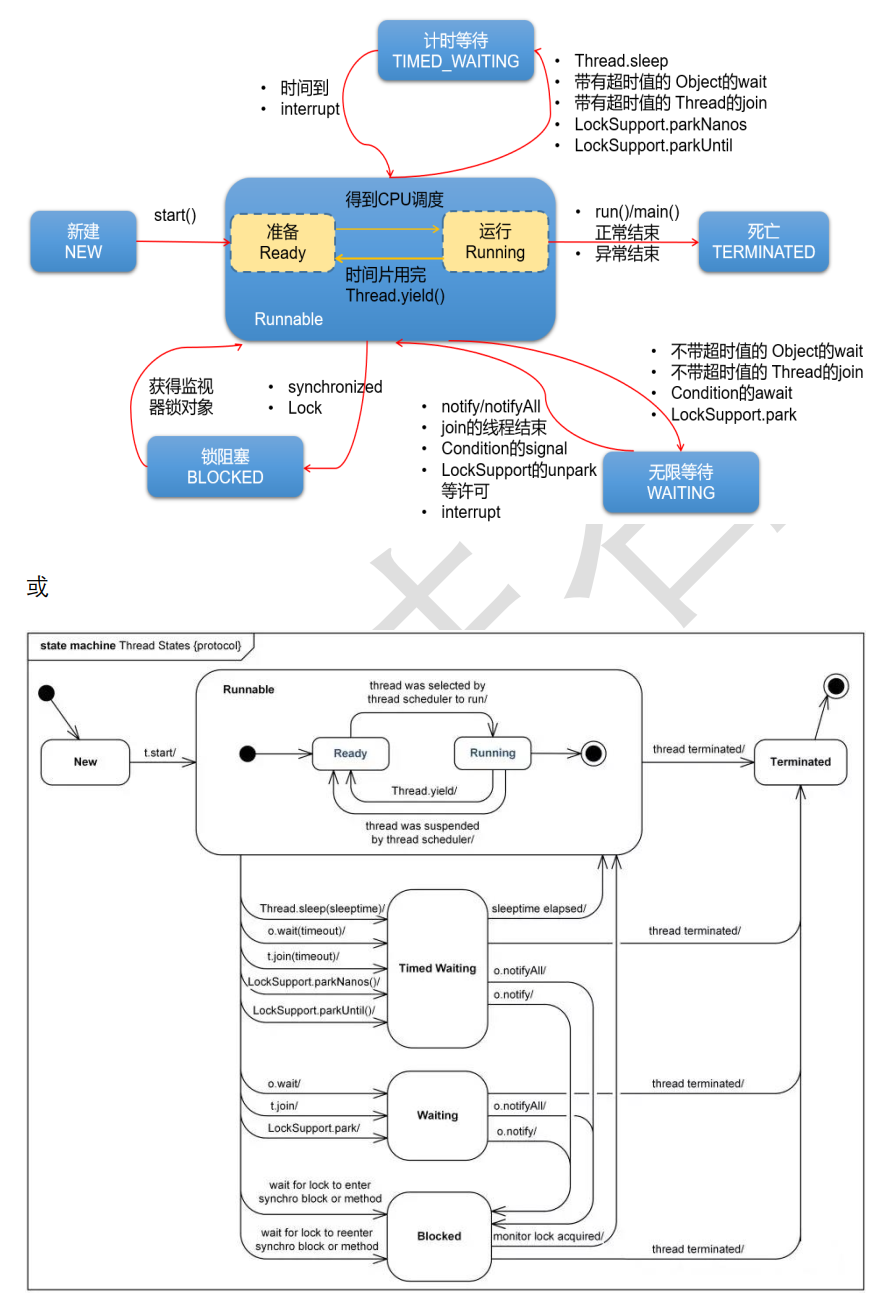 计时等待
TIMED_WAITING
• 时间到
• interrupt
• Thread.sleep
• 带有超时值的 Object的wait
• 带有超时值的 Thread的join
• LockSupport.parkNanos
• LockSupport.parkUntil
新建
NEW
start()
得到CPU调度
准备
Ready
运行
Running
时间片用完
Thread.yield()
Runnable
• run()/main()
正常结束
• 异常结束
死亡
TERMINATED
获得监视
器锁对象
• synchronized
• Lock
锁阻塞
BLOCKED
• notify/notifyAll
• join的线程结束
• Condition的signal
• LockSupport的unpark
等许可
• interrupt
• 不带超时值的 Object的wait
• 不带超时值的 Thread的join
• Condition的await
• LockSupport.park
无限等待
WAITING
或
state machine Thread States {protocol}
Runnable
thread was selected by
thread scheduler to run/
New
t.start/
Ready
Running
Thread.yield/
thread was suspended
by thread scheduler/
thread terminated/
Terminated
Thread.sleep(sleeptime)/
o.wait(timeout)/
t.join(timeout)/
LockSupport.parkNanos()/
LockSupport.parkUntil()/
Timed Waiting
sleeptime elapsed/
thread terminated/
o.notifyAll/
o.notify/
o.wait/
t.join/
LockSupport.park/
Waiting
thread terminated/
o.notifyAll/
o.notify/
wait for lock to enter
synchro block or method
wait for lock to reenter
synchro block or method
Blocked
monitor lock acquired/
thread terminated/